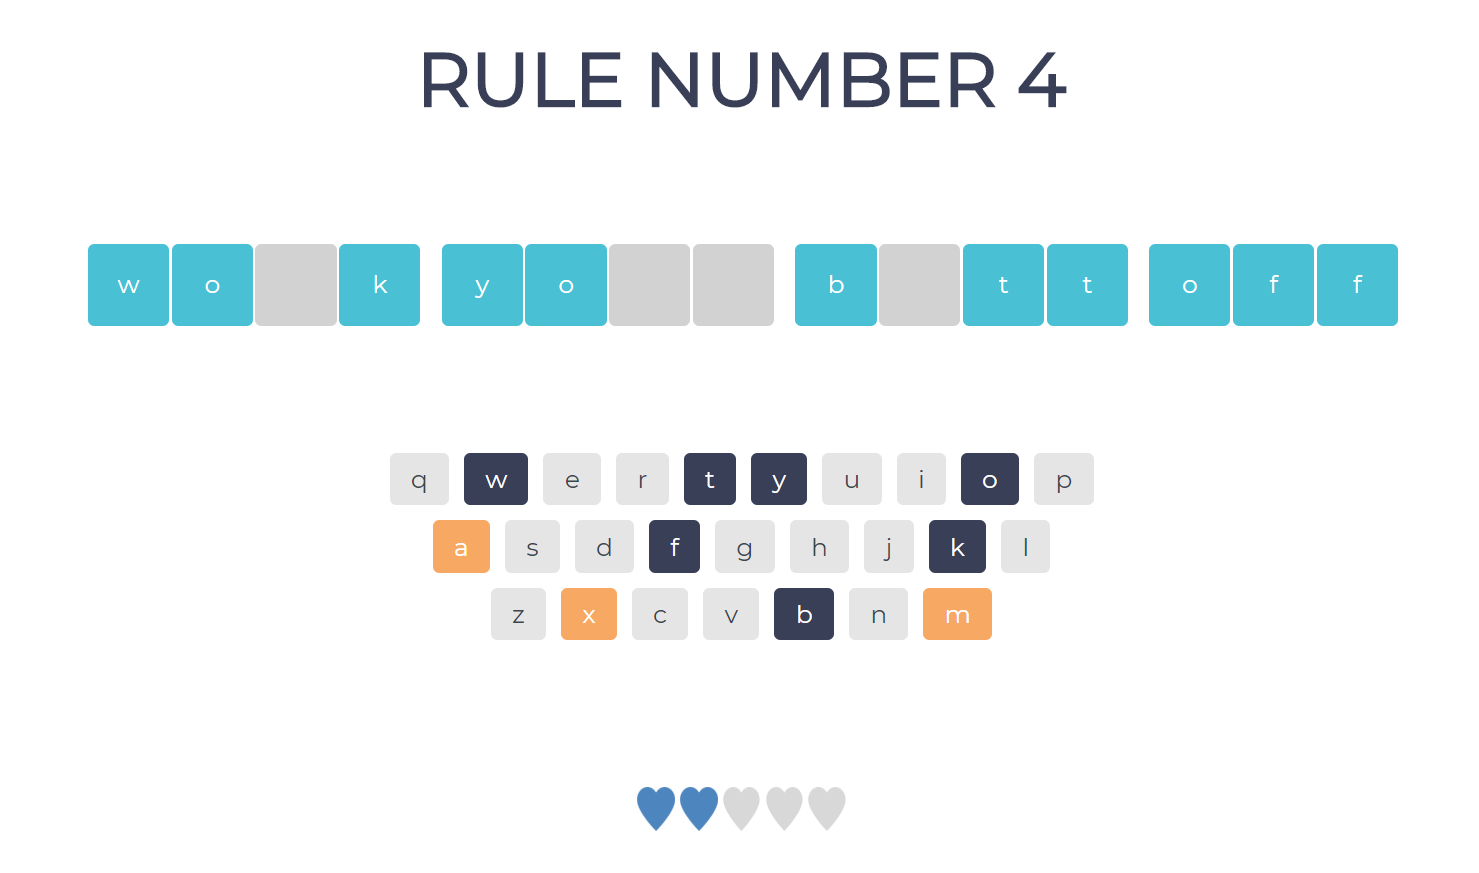 RULE NUMBER 4
w o k y o b t t o f f
q w e r t y u i o p
a s d f g h j k l
z x c v b n m